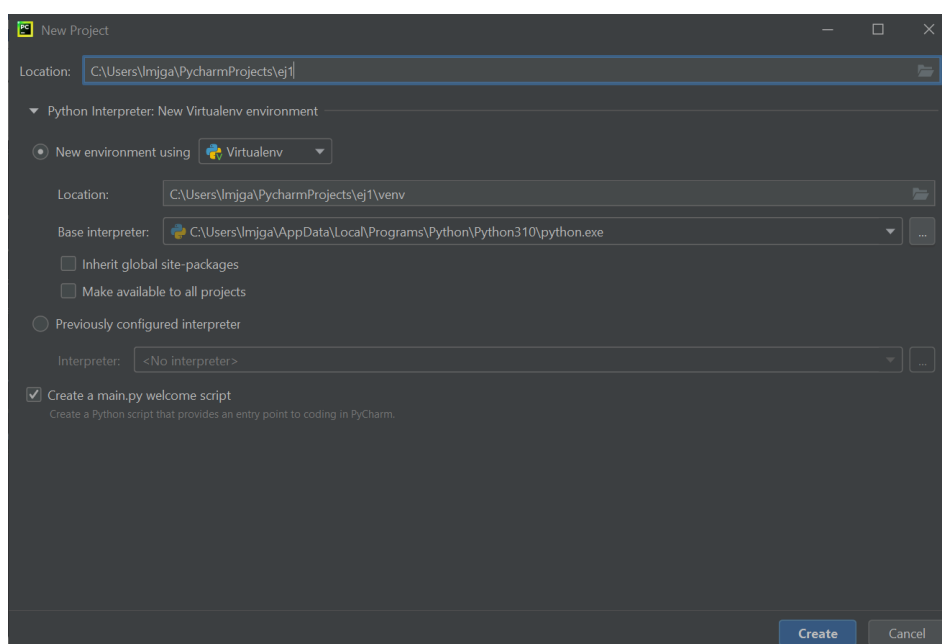 PC New Project
Location: C:\Users\lmjga\PycharmProjects\ej1
Python Interpreter: New Virtualenv environment
New environment using Virtualenv
Location: C:\Users\lmjga\PycharmProjects\ej1\venv
Base interpreter: C:\Users\lmjga\AppData\Local\Programs\Python\Python310\python.exe ...
Inherit global site-packages
Make available to all projects
Previously configured interpreter
Interpreter: <No interpreter> ...
Create a main.py welcome script
Create a Python script that provides an entry point to coding in PyCharm.
Create Cancel